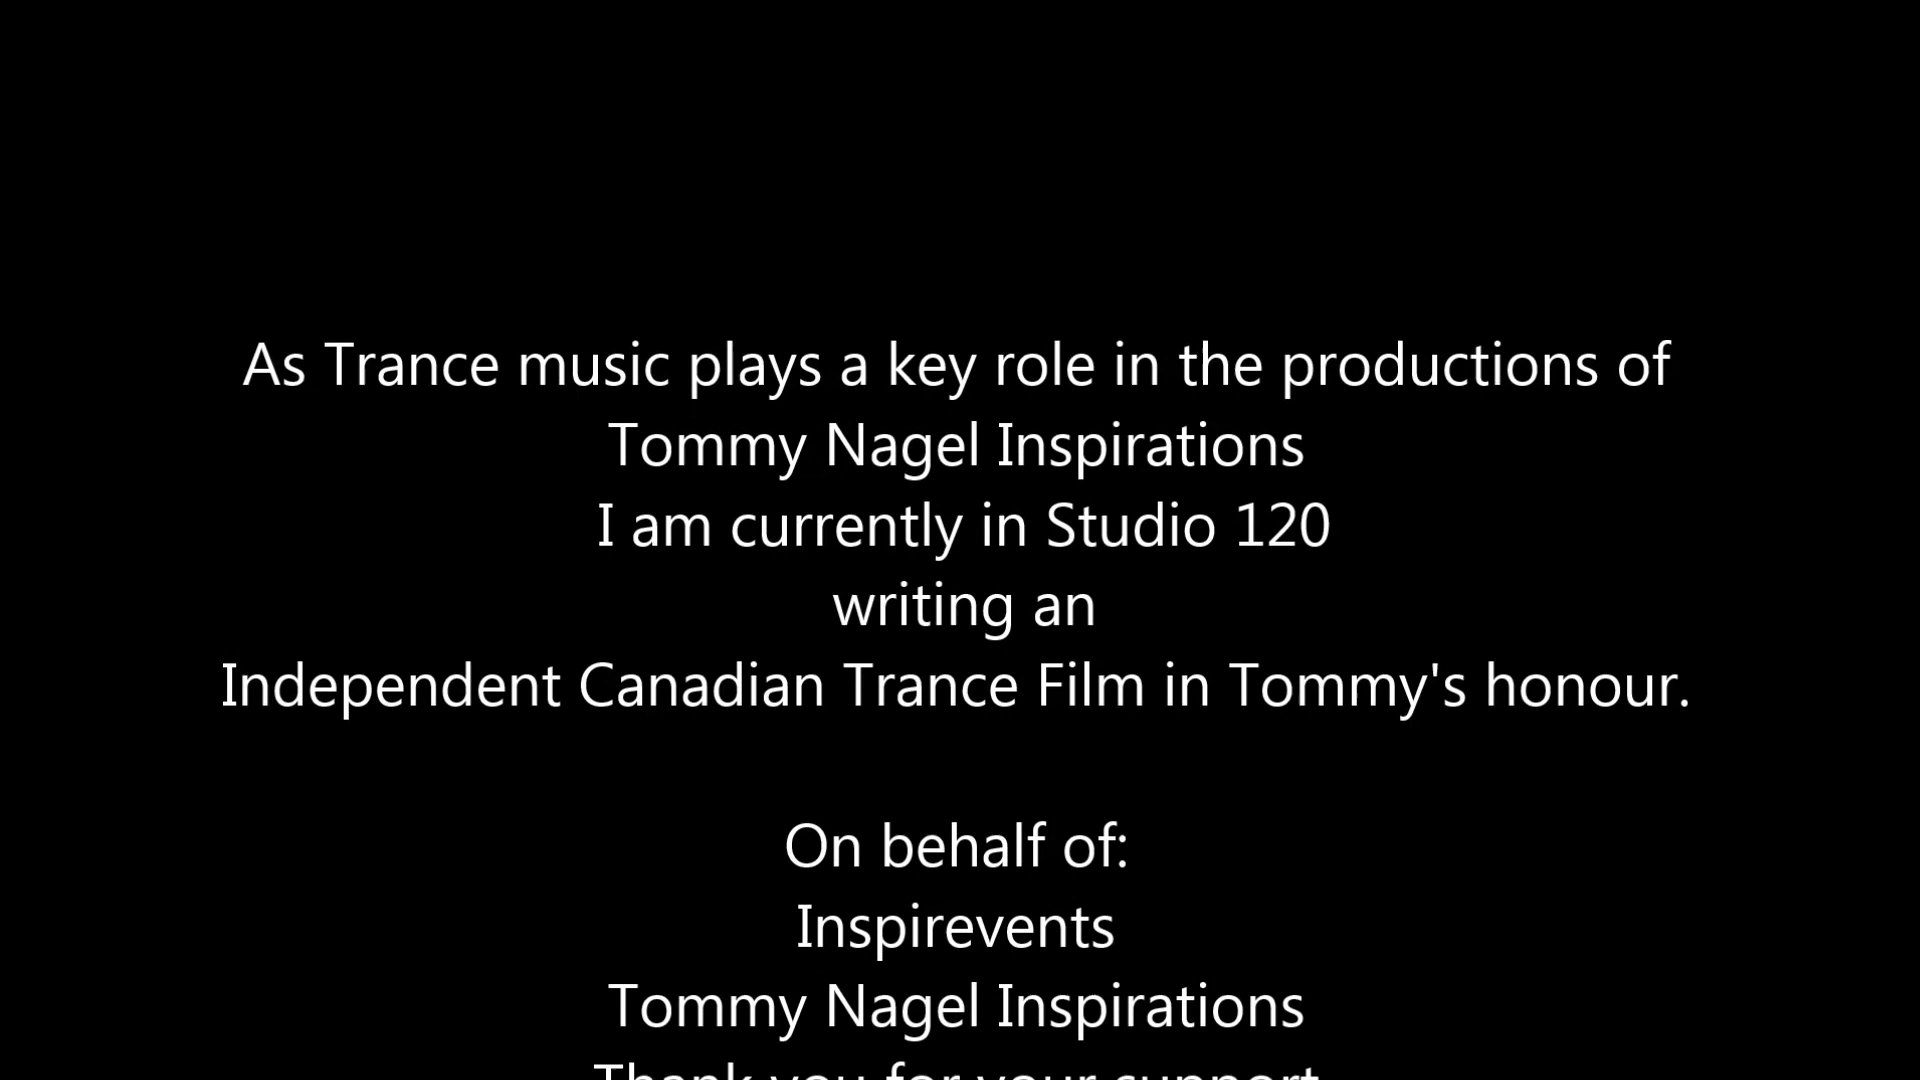 As Trance music plays a key role in the productions of
Tommy Nagel Inspirations
I am currently in Studio 120
writing an
Independent Canadian Trance Film in Tommy's honour.
On behalf of:
Inspirevents
Tommy Nagel Inspirations
Thank you for your support